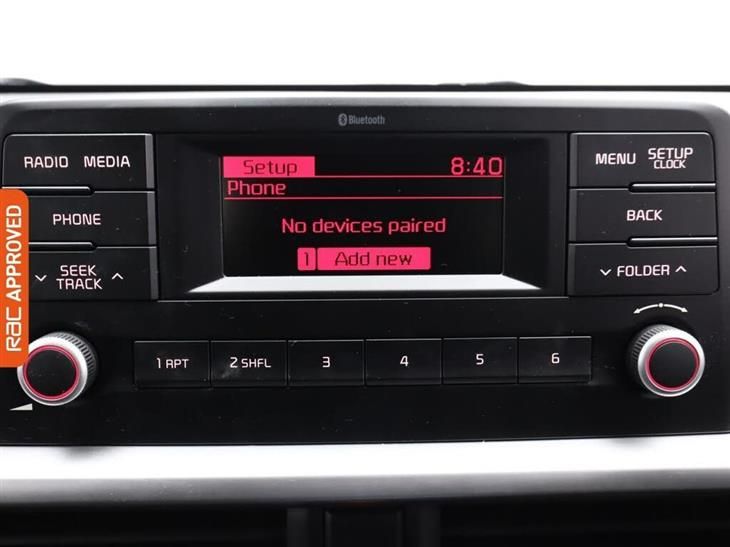 Bluetooth
RADIO MEDIA
PHONE
SEEK
TRACK
Setup 8:40
Phone
No devices paired
1 Add new
MENU SETUP
CLOCK
BACK
FOLDER
1 RPT 2 SHFL 3 4 5 6
RAC APPROVED